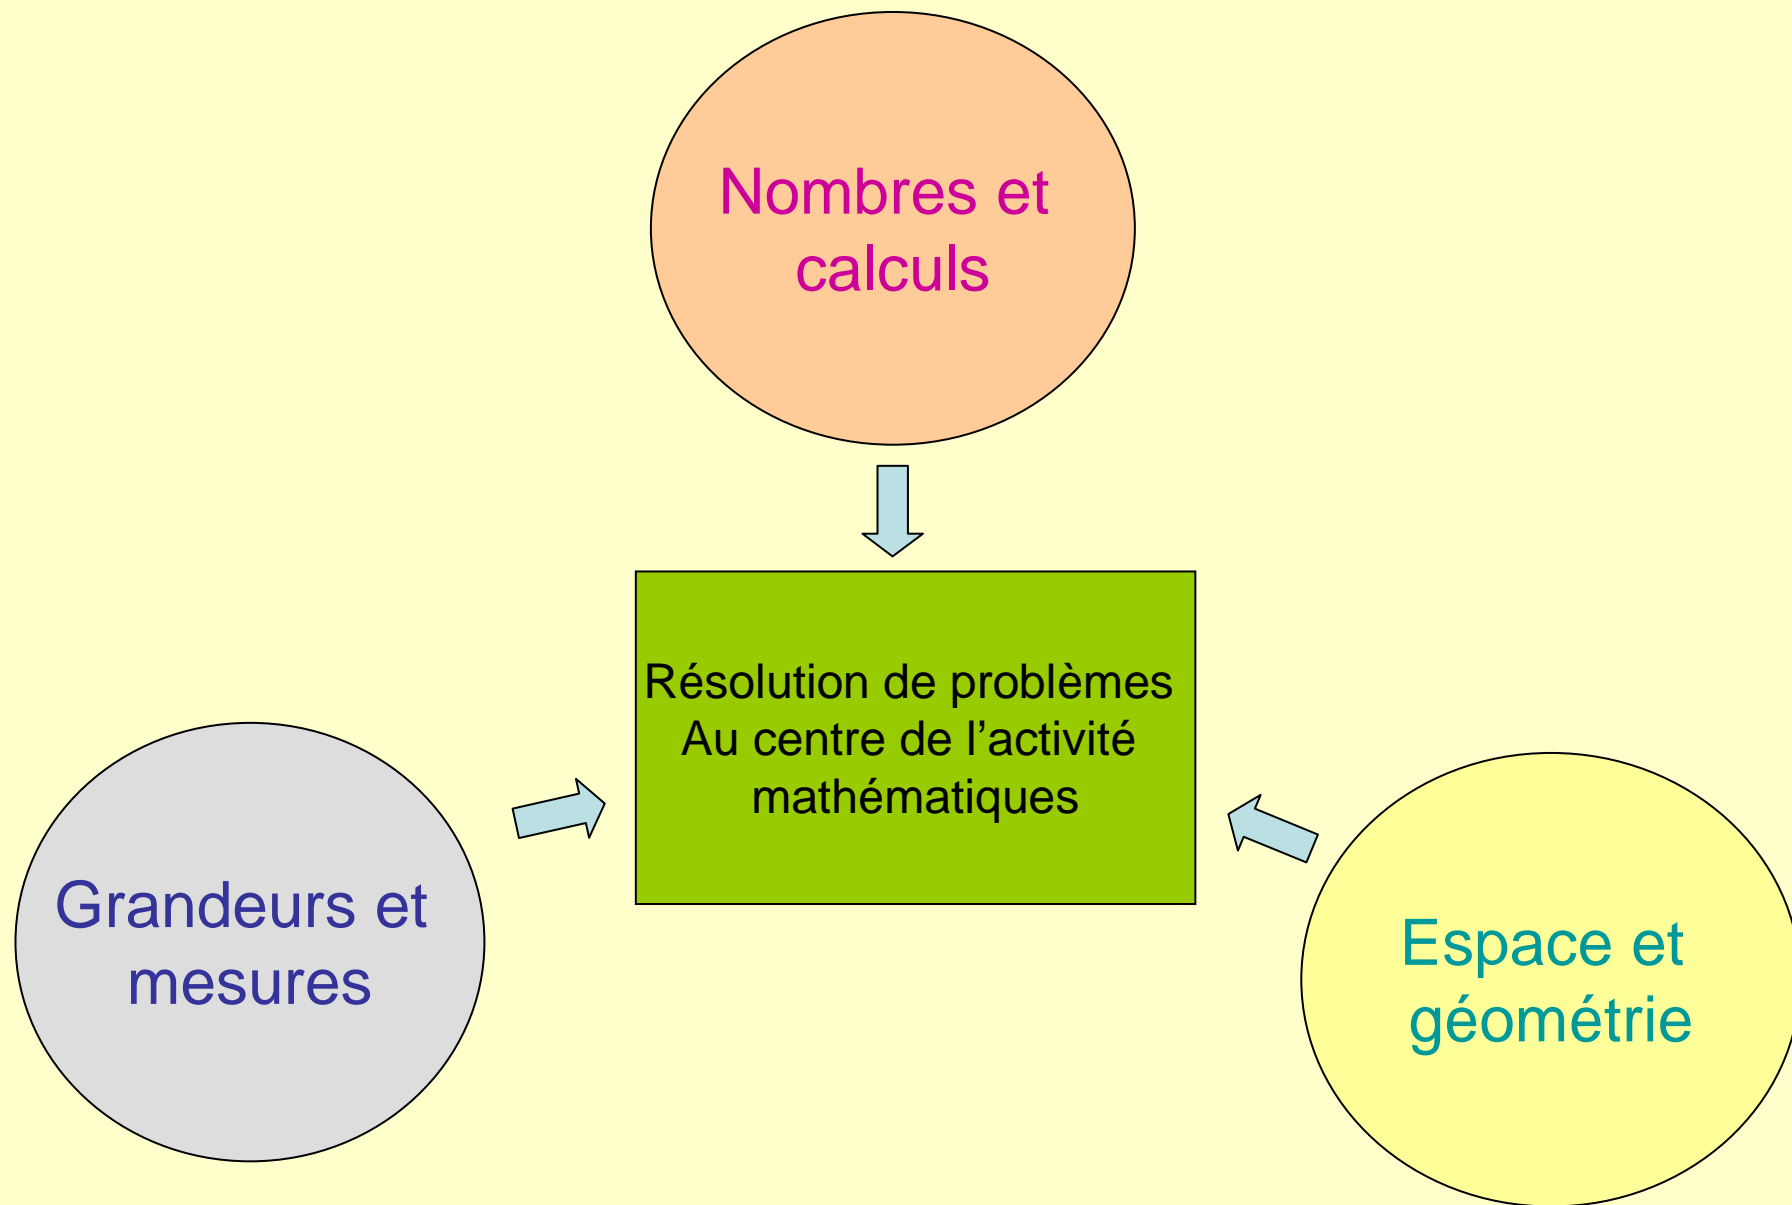 Nombres et
calculs
Résolution de problèmes
Au centre de l’activité
mathématiques
Grandeurs et
mesures
Espace et
géométrie